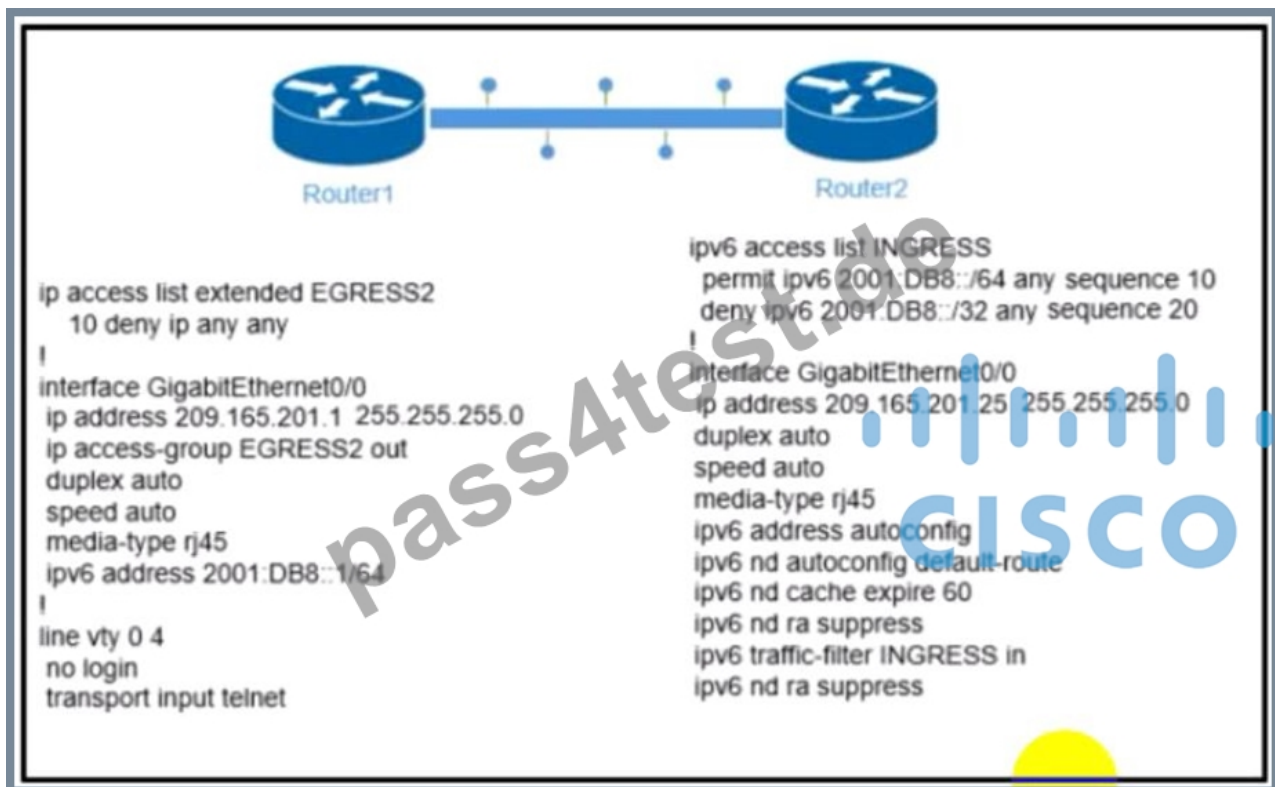 Router1
Router2
ip access list extended EGRESS2
10 deny ip any any
!
interface GigabitEthernet0/0
ip address 209.165.201.1 255.255.255.0
ip access-group EGRESS2 out
duplex auto
speed auto
media-type rj45
ipv6 address 2001:DB8::1/64
!
line vty 0 4
no login
transport input telnet
ipv6 access list INGRESS
permit ipv6 2001:DB8::/64 any sequence 10
deny ipv6 2001:DB8::/32 any sequence 20
!
interface GigabitEthernet0/0
ip address 209.165.201.25 255.255.255.0
duplex auto
speed auto
media-type rj45
ipv6 address autoconfig
ipv6 nd autoconfig default-route
ipv6 nd cache expire 60
ipv6 nd ra suppress
ipv6 traffic-filter INGRESS in
ipv6 nd ra suppress
pass4test.de
CISCO